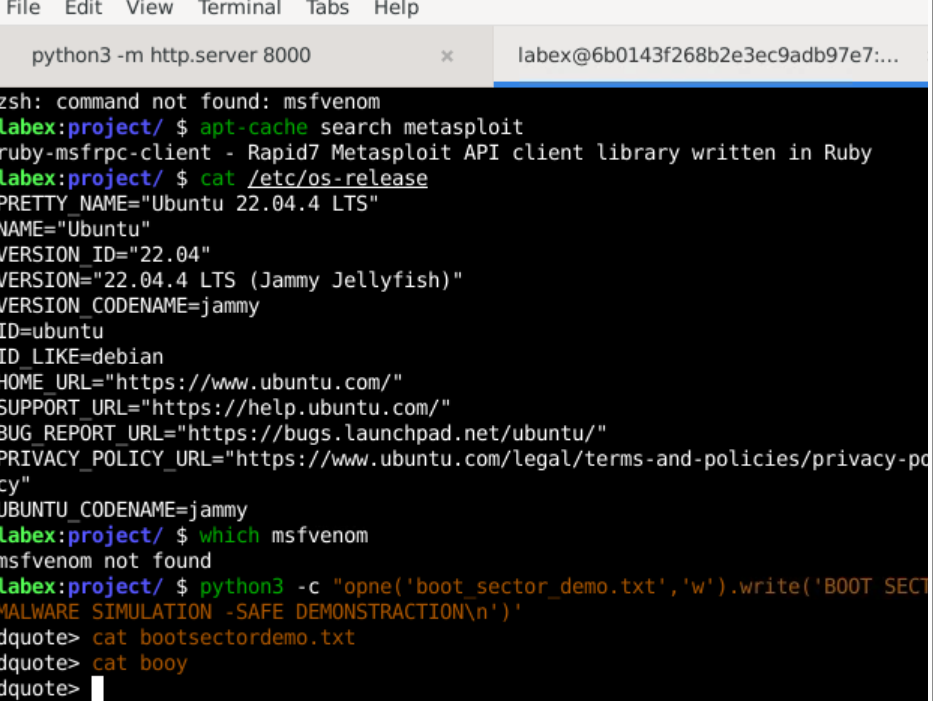 File Edit View Terminal Tabs Help
python3 -m http.server 8000 × labex@6b0143f268b2e3ec9adb97e7:...
zsh: command not found: msfvenom
labex:project/ $ apt-cache search metasploit
ruby-msfrpc-client - Rapid7 Metasploit API client library written in Ruby
labex:project/ $ cat /etc/os-release
PRETTY_NAME="Ubuntu 22.04.4 LTS"
NAME="Ubuntu"
VERSION_ID="22.04"
VERSION="22.04.4 LTS (Jammy Jellyfish)"
VERSION_CODENAME=jammy
ID=ubuntu
ID_LIKE=debian
HOME_URL="https://www.ubuntu.com/"
SUPPORT_URL="https://help.ubuntu.com/"
BUG_REPORT_URL="https://bugs.launchpad.net/ubuntu/"
PRIVACY_POLICY_URL="https://www.ubuntu.com/legal/terms-and-policies/privacy-po
cy"
UBUNTU_CODENAME=jammy
labex:project/ $ which msfvenom
msfvenom not found
labex:project/ $ python3 -c "opne('boot_sector_demo.txt','w').write('BOOT SECT
MALWARE SIMULATION -SAFE DEMONSTRACTION\n')'
dquote> cat bootsectordemo.txt
dquote> cat booy
dquote>